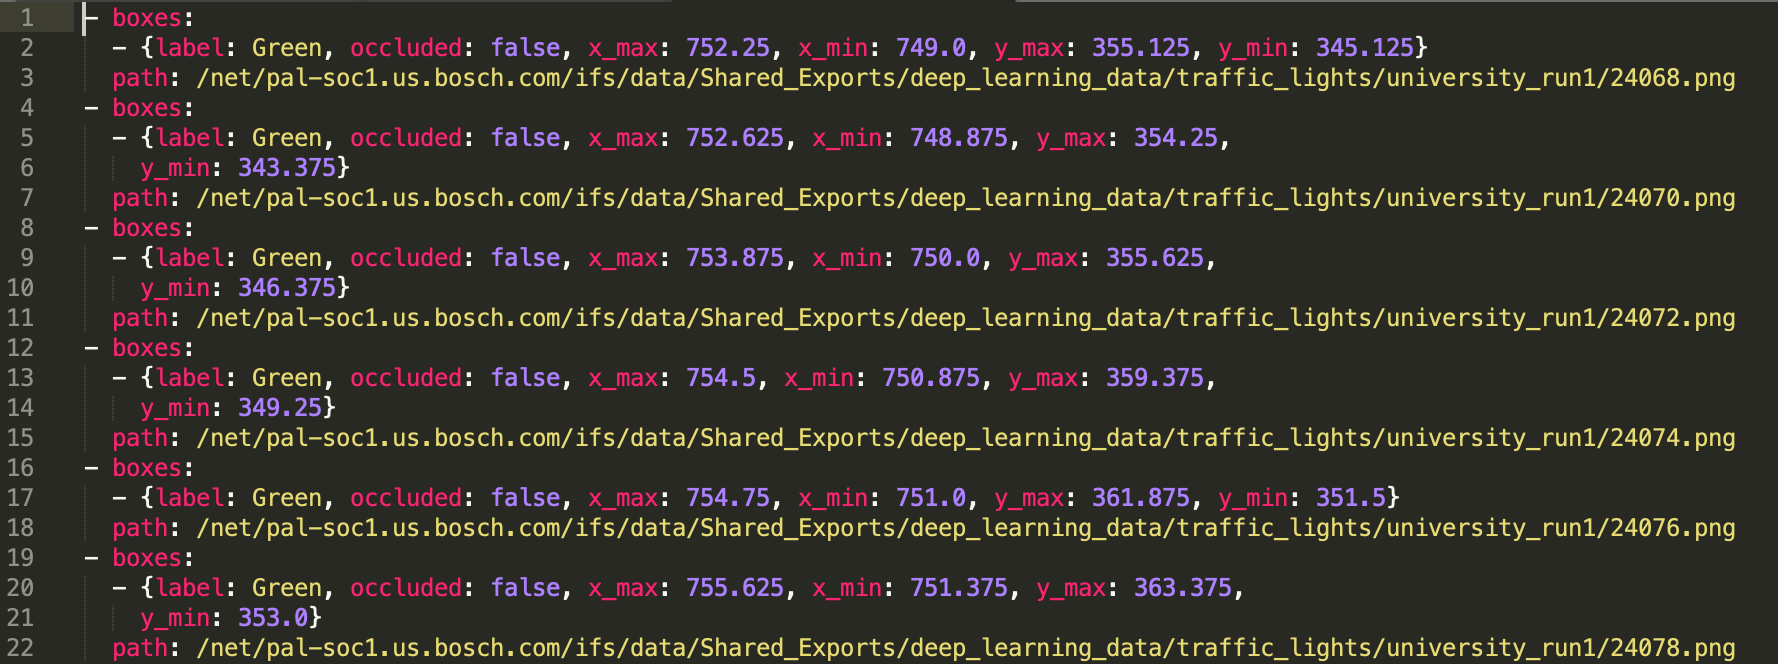 1 - boxes:
2 - {label: Green, occluded: false, x_max: 752.25, x_min: 749.0, y_max: 355.125, y_min: 345.125}
3 path: /net/pal-soc1.us.bosch.com/ifs/data/Shared_Exports/deep_learning_data/traffic_lights/university_run1/24068.png
4 - boxes:
5 - {label: Green, occluded: false, x_max: 752.625, x_min: 748.875, y_max: 354.25,
6 y_min: 343.375}
7 path: /net/pal-soc1.us.bosch.com/ifs/data/Shared_Exports/deep_learning_data/traffic_lights/university_run1/24070.png
8 - boxes:
9 - {label: Green, occluded: false, x_max: 753.875, x_min: 750.0, y_max: 355.625,
10 y_min: 346.375}
11 path: /net/pal-soc1.us.bosch.com/ifs/data/Shared_Exports/deep_learning_data/traffic_lights/university_run1/24072.png
12 - boxes:
13 - {label: Green, occluded: false, x_max: 754.5, x_min: 750.875, y_max: 359.375,
14 y_min: 349.25}
15 path: /net/pal-soc1.us.bosch.com/ifs/data/Shared_Exports/deep_learning_data/traffic_lights/university_run1/24074.png
16 - boxes:
17 - {label: Green, occluded: false, x_max: 754.75, x_min: 751.0, y_max: 361.875, y_min: 351.5}
18 path: /net/pal-soc1.us.bosch.com/ifs/data/Shared_Exports/deep_learning_data/traffic_lights/university_run1/24076.png
19 - boxes:
20 - {label: Green, occluded: false, x_max: 755.625, x_min: 751.375, y_max: 363.375,
21 y_min: 353.0}
22 path: /net/pal-soc1.us.bosch.com/ifs/data/Shared_Exports/deep_learning_data/traffic_lights/university_run1/24078.png